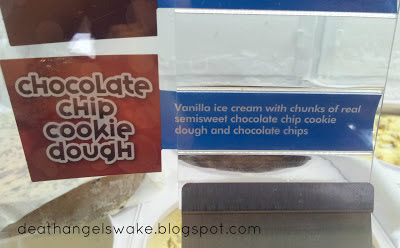 chocolate
chip
cookie
dough
Vanilla ice cream with chunks of real
semisweet chocolate chip cookie
dough and chocolate chips
deathangelswake.blogspot.com